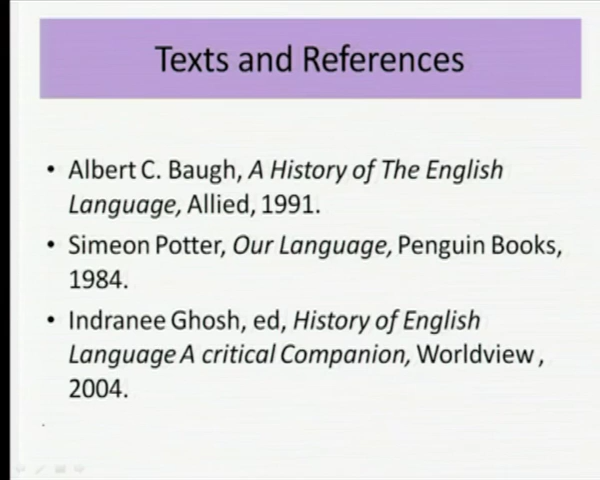 Texts and References
• Albert C. Baugh, A History of The English
Language, Allied, 1991.
• Simeon Potter, Our Language, Penguin Books,
1984.
• Indranee Ghosh, ed, History of English
Language A critical Companion, Worldview ,
2004.